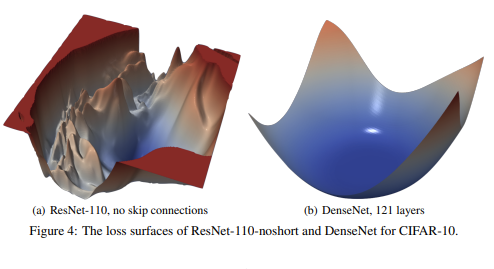 (a) ResNet-110, no skip connections
(b) DenseNet, 121 layers
Figure 4: The loss surfaces of ResNet-110-noshort and DenseNet for CIFAR-10.